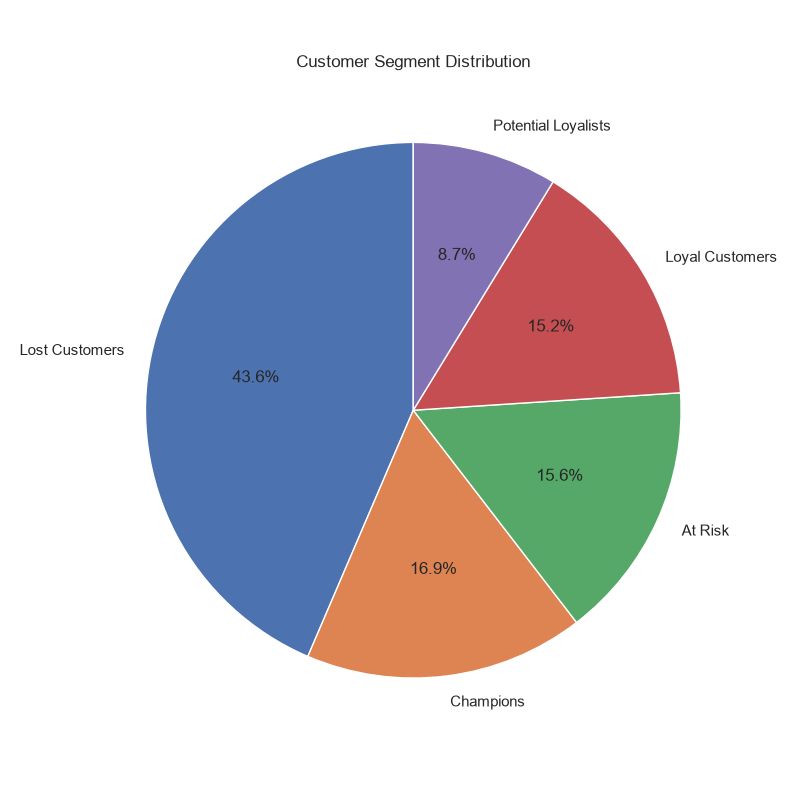 Customer Segment Distribution
Potential Loyalists
8.7%
Loyal Customers
15.2%
Lost Customers
43.6%
At Risk
15.6%
Champions
16.9%